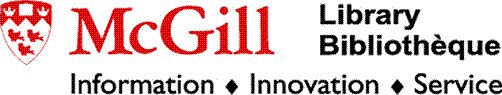 McGill Library
Bibliothèque
Information ♦ Innovation ♦ Service